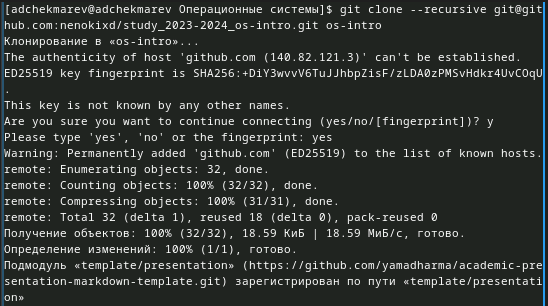 [adchekmarev@adchekmarev Операционные системы]$ git clone --recursive git@git
hub.com:nenokixd/study_2023-2024_os-intro.git os-intro
Клонирование в «os-intro»...
The authenticity of host 'github.com (140.82.121.3)' can't be established.
ED25519 key fingerprint is SHA256:+DiY3wvvV6TuJJhbpZisF/zLDA0zPMSvHdkr4UvCOqU
.
This key is not known by any other names.
Are you sure you want to continue connecting (yes/no/[fingerprint])? y
Please type 'yes', 'no' or the fingerprint: yes
Warning: Permanently added 'github.com' (ED25519) to the list of known hosts.
remote: Enumerating objects: 32, done.
remote: Counting objects: 100% (32/32), done.
remote: Compressing objects: 100% (31/31), done.
remote: Total 32 (delta 1), reused 18 (delta 0), pack-reused 0
Получение объектов: 100% (32/32), 18.59 КиБ | 18.59 МиБ/с, готово.
Определение изменений: 100% (1/1), готово.
Подмодуль «template/presentation» (https://github.com/yamadharma/academic-pre
sentation-markdown-template.git) зарегистрирован по пути «template/presentati
on»